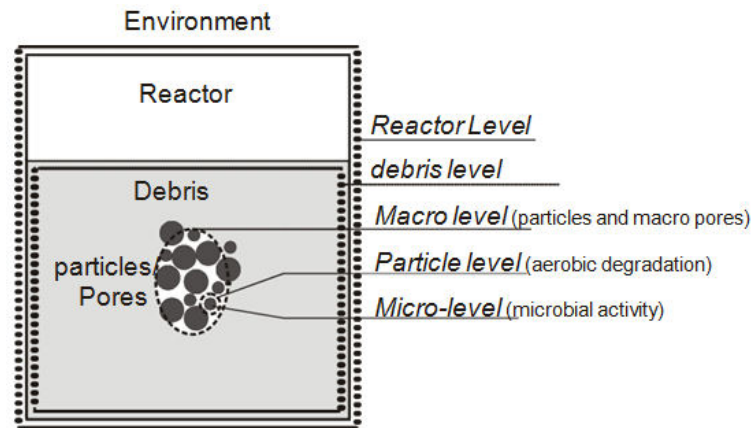 Environment
Reactor
Reactor Level
debris level
Debris
Macro level (particles and macro pores)
particles/
Pores
Particle level (aerobic degradation)
Micro-level (microbial activity)